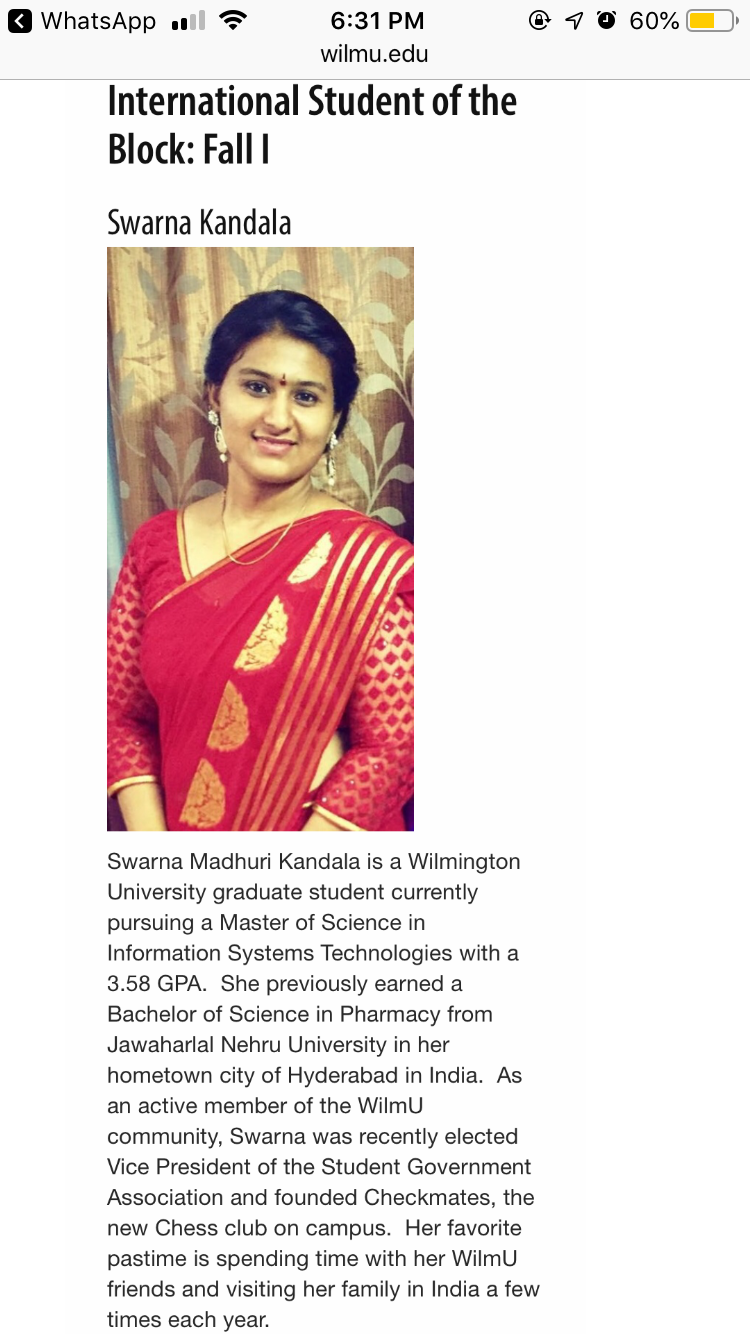 WhatsApp 6:31 PM 60%
wilmu.edu
International Student of the
Block: Fall I
Swarna Kandala
Swarna Madhuri Kandala is a Wilmington
University graduate student currently
pursuing a Master of Science in
Information Systems Technologies with a
3.58 GPA.  She previously earned a
Bachelor of Science in Pharmacy from
Jawaharlal Nehru University in her
hometown city of Hyderabad in India.  As
an active member of the WilmU
community, Swarna was recently elected
Vice President of the Student Government
Association and founded Checkmates, the
new Chess club on campus.  Her favorite
pastime is spending time with her WilmU
friends and visiting her family in India a few
times each year.